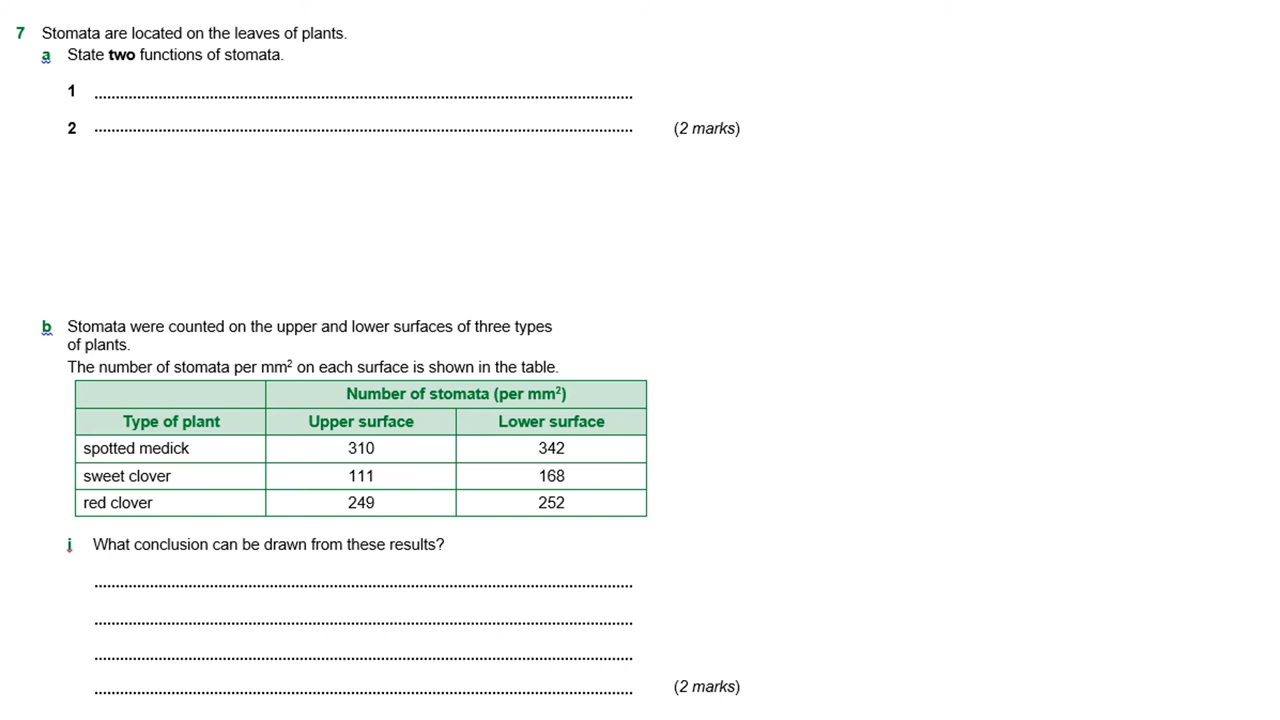 7 Stomata are located on the leaves of plants.
a State two functions of stomata.
1 ................................................................
2 ................................................................ (2 marks)
b Stomata were counted on the upper and lower surfaces of three types
of plants.
The number of stomata per mm² on each surface is shown in the table.
Number of stomata (per mm²)
Type of plant Upper surface Lower surface
spotted medick 310 342
sweet clover 111 168
red clover 249 252
i What conclusion can be drawn from these results?
................................................................
................................................................
................................................................
................................................................ (2 marks)